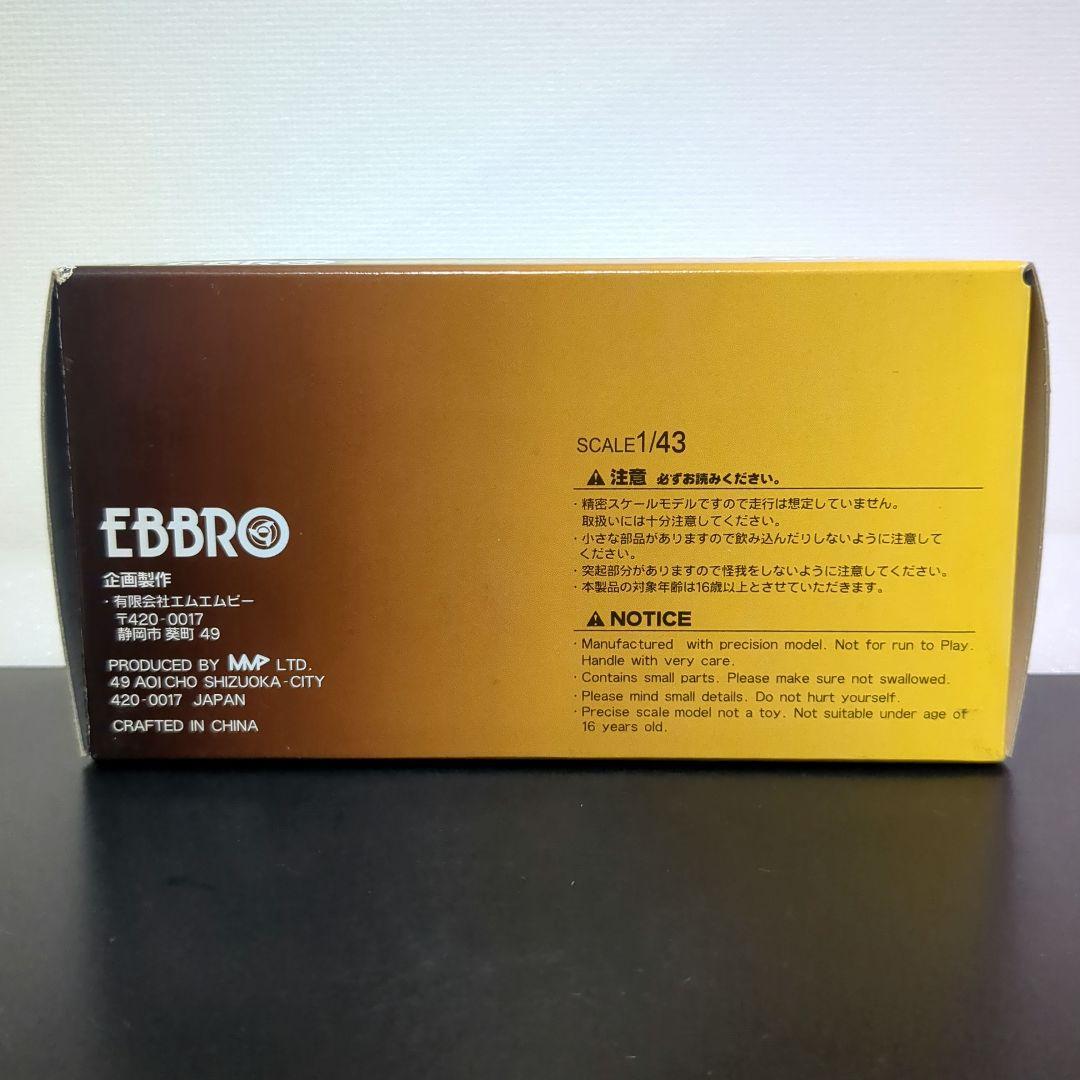 EBBRO
企画製作
・有限会社エムエムピー
〒420-0017
静岡市 葵町 49
PRODUCED BY MMP LTD.
49 AOI CHO SHIZUOKA-CITY
420-0017 JAPAN
CRAFTED IN CHINA
SCALE1/43
⚠ 注意 必ずお読みください。
・精密スケールモデルですので走行は想定していません。
取扱いには十分注意してください。
・小さな部品がありますので飲み込んだりしないように注意して
ください。
・突起部分がありますので怪我をしないように注意してください。
・本製品の対象年齢は16歳以上とさせていただきます。
⚠ NOTICE
・Manufactured with precision model. Not for run to Play.
Handle with very care.
・Contains small parts. Please make sure not swallowed.
・Please mind small details. Do not hurt yourself.
・Precise scale model not a toy. Not suitable under age of
16 years old.